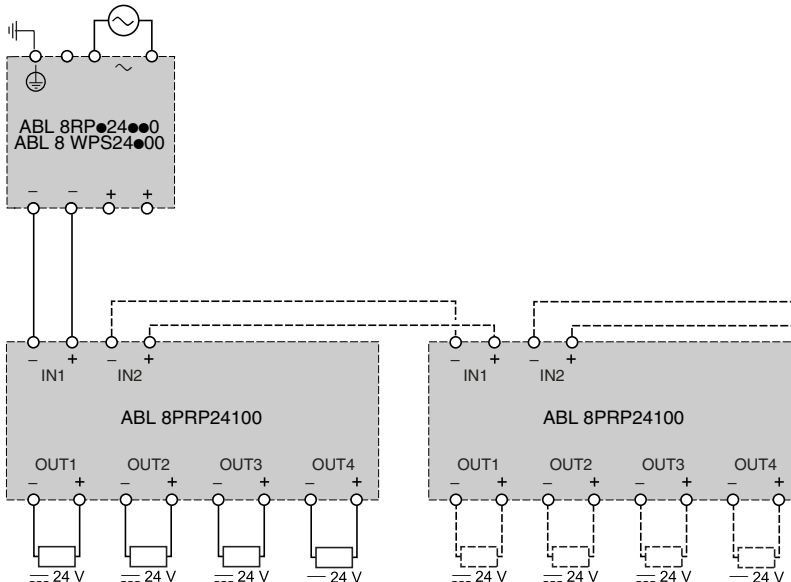 ~
~
ABL 8RP●24●●0
ABL 8 WPS24●00
– – + +
– + – + – + – +
IN1 IN2 IN1 IN2
ABL 8PRP24100 ABL 8PRP24100
OUT1 OUT2 OUT3 OUT4 OUT1 OUT2 OUT3 OUT4
– + – + – + – + – + – + – + – +
24 V 24 V 24 V 24 V 24 V 24 V 24 V 24 V